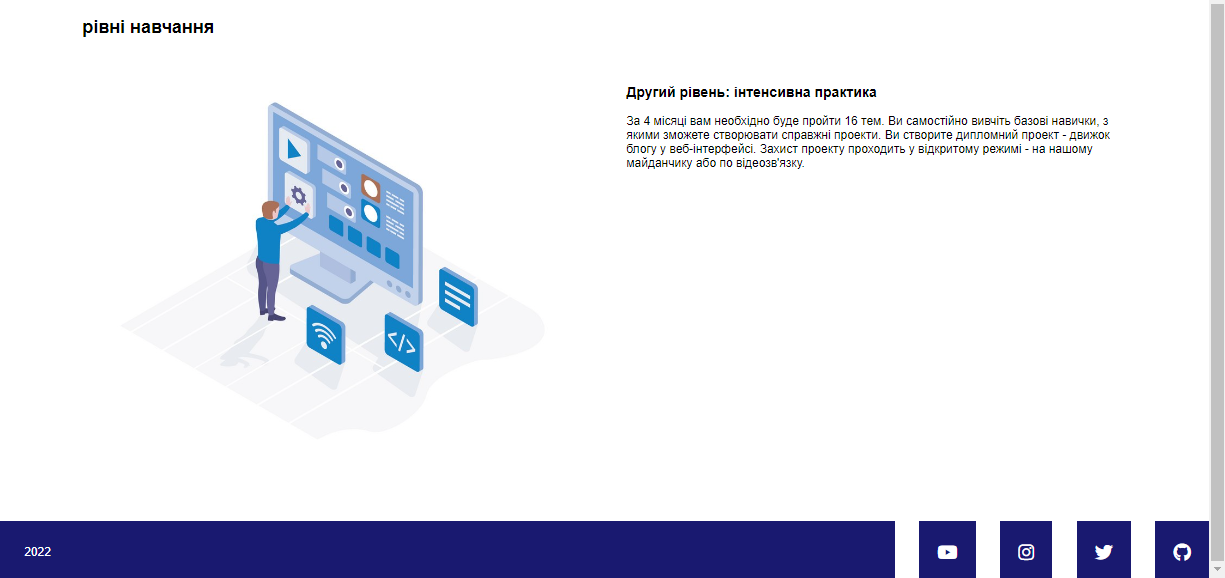 рівні навчання
Другий рівень: інтенсивна практика
За 4 місяці вам необхідно буде пройти 16 тем. Ви самостійно вивчіть базові навички, з
якими зможете створювати справжні проекти. Ви створите дипломний проект - движок
блогу у веб-інтерфейсі. Захист проекту проходить у відкритому режимі - на нашому
майданчику або по відеозв'язку.
</>
2022